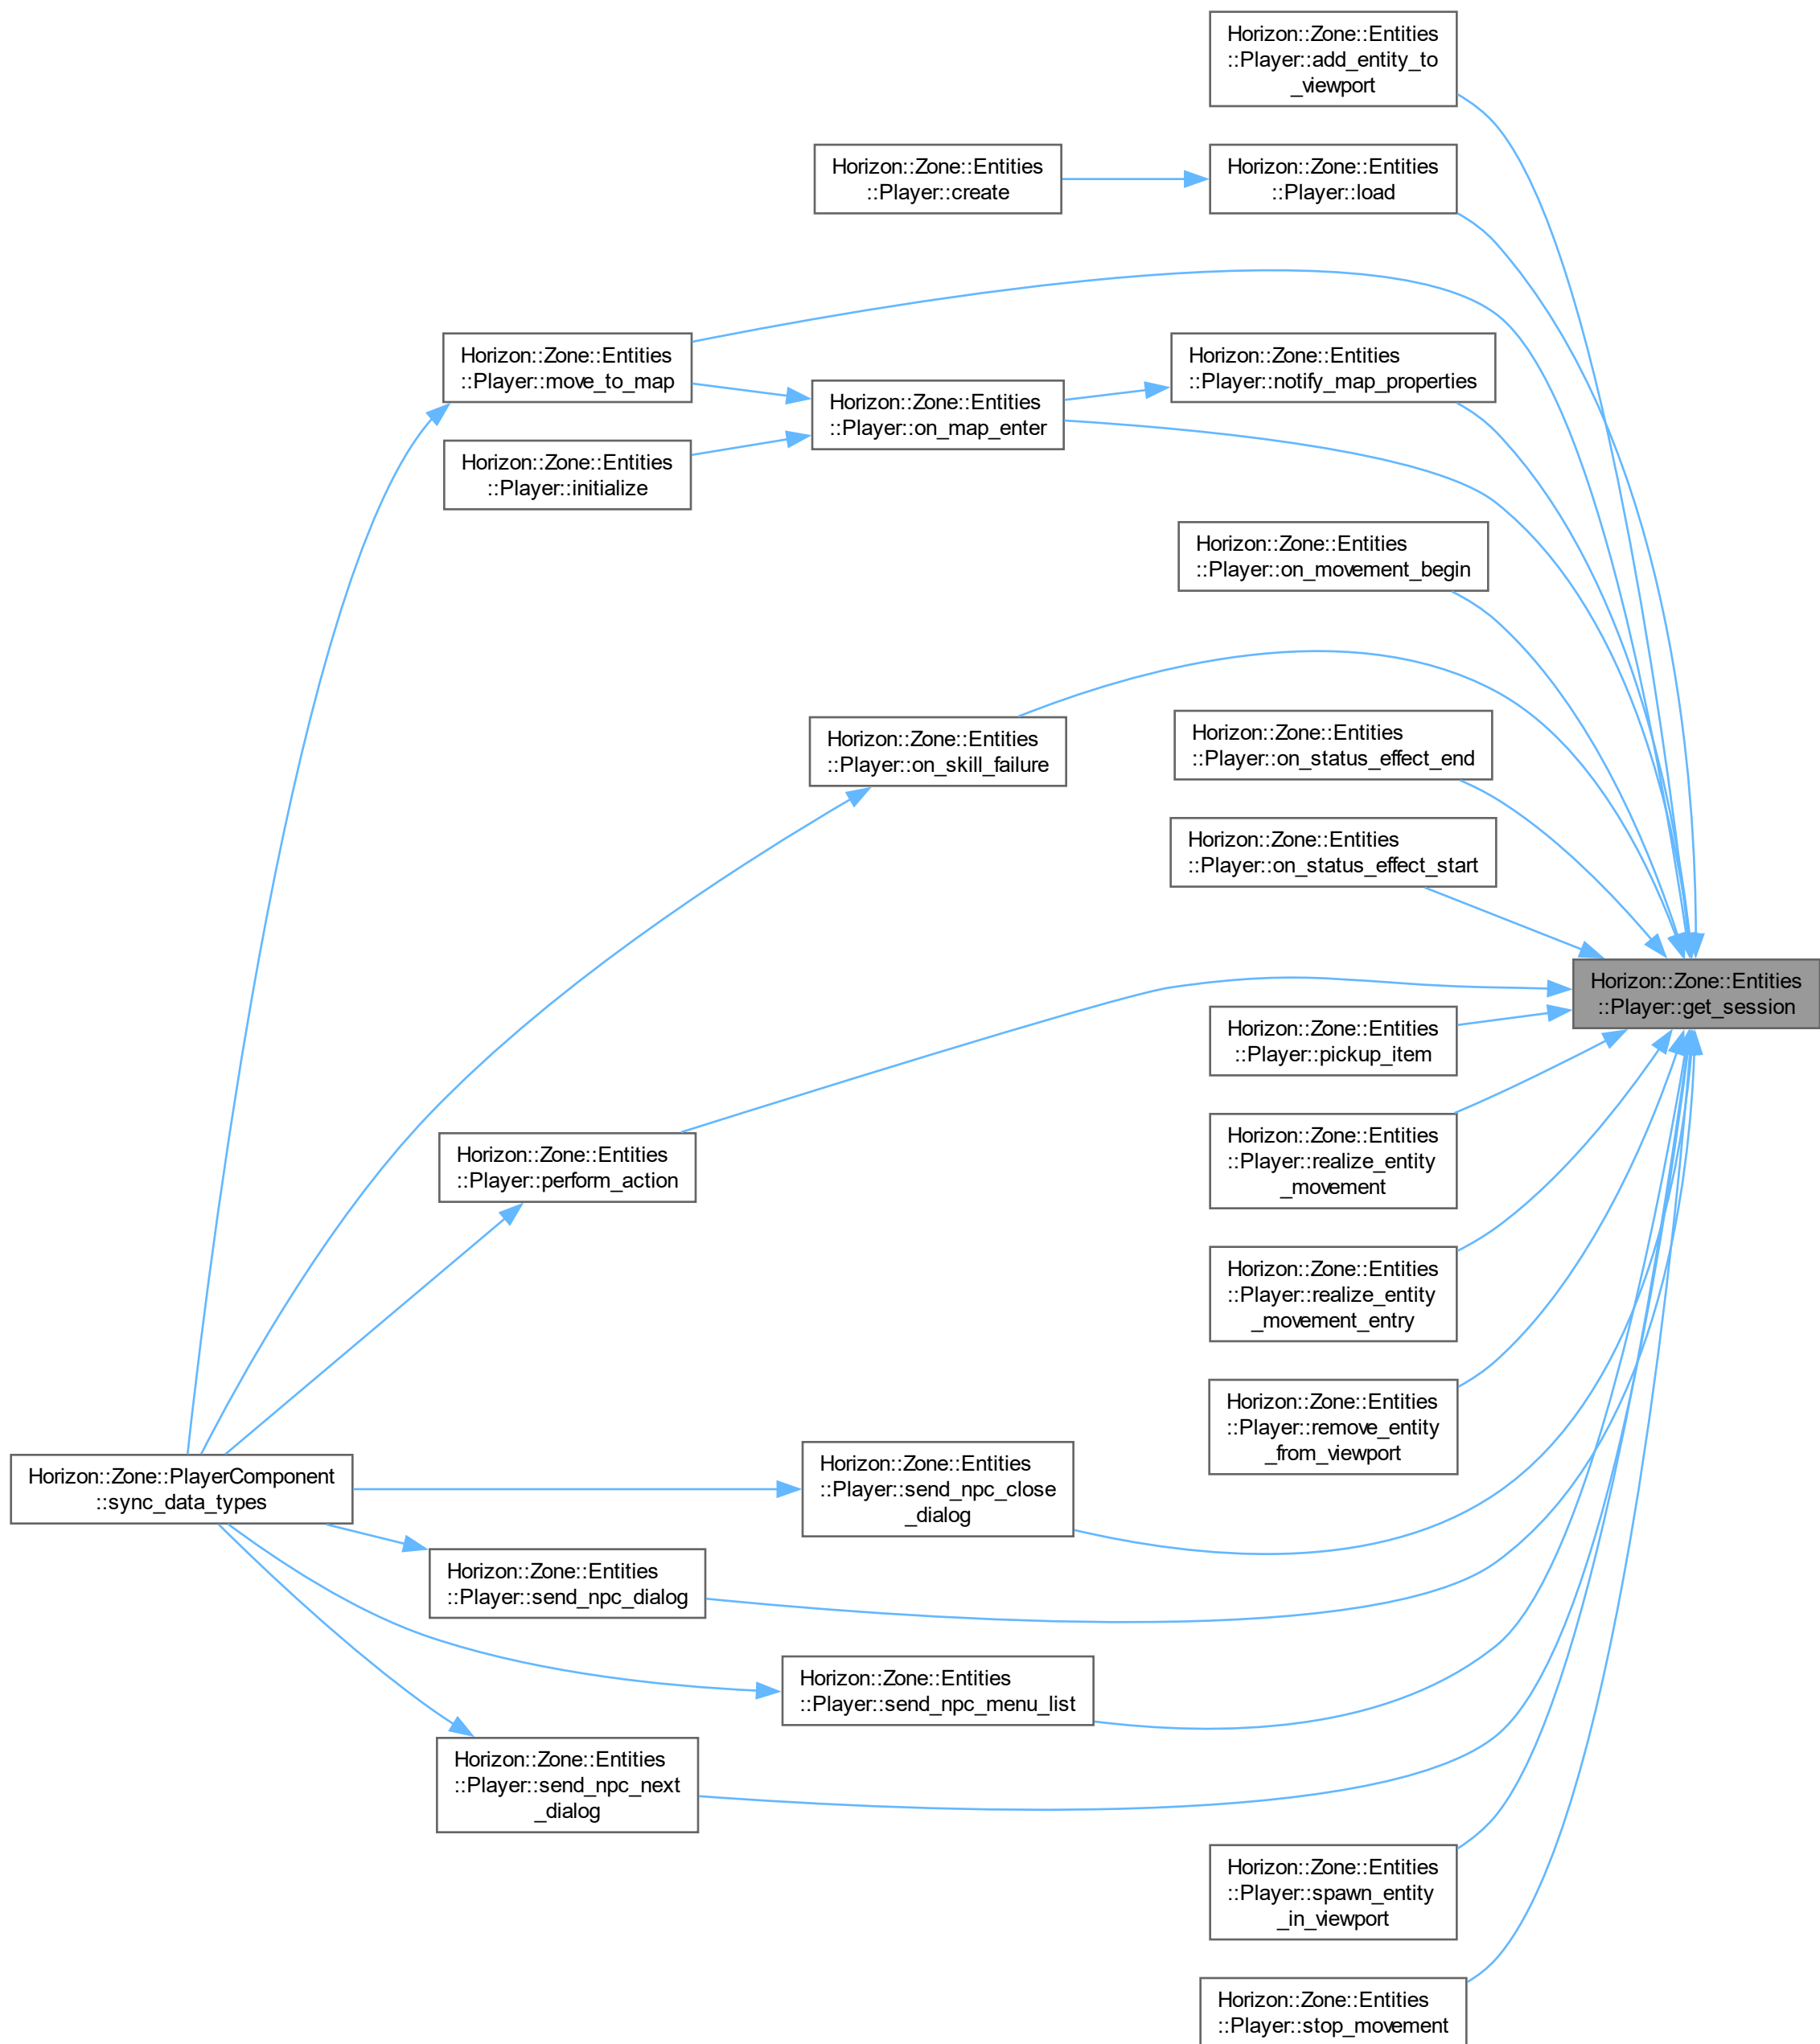 Horizon::Zone::Entities
::Player::add_entity_to
_viewport
Horizon::Zone::Entities
::Player::create
Horizon::Zone::Entities
::Player::load
Horizon::Zone::Entities
::Player::move_to_map
Horizon::Zone::Entities
::Player::notify_map_properties
Horizon::Zone::Entities
::Player::on_map_enter
Horizon::Zone::Entities
::Player::initialize
Horizon::Zone::Entities
::Player::on_movement_begin
Horizon::Zone::Entities
::Player::on_skill_failure
Horizon::Zone::Entities
::Player::on_status_effect_end
Horizon::Zone::Entities
::Player::on_status_effect_start
Horizon::Zone::Entities
::Player::get_session
Horizon::Zone::Entities
::Player::pickup_item
Horizon::Zone::Entities
::Player::realize_entity
_movement
Horizon::Zone::Entities
::Player::perform_action
Horizon::Zone::Entities
::Player::realize_entity
_movement_entry
Horizon::Zone::Entities
::Player::remove_entity
_from_viewport
Horizon::Zone::PlayerComponent
::sync_data_types
Horizon::Zone::Entities
::Player::send_npc_close
_dialog
Horizon::Zone::Entities
::Player::send_npc_dialog
Horizon::Zone::Entities
::Player::send_npc_menu_list
Horizon::Zone::Entities
::Player::send_npc_next
_dialog
Horizon::Zone::Entities
::Player::spawn_entity
_in_viewport
Horizon::Zone::Entities
::Player::stop_movement